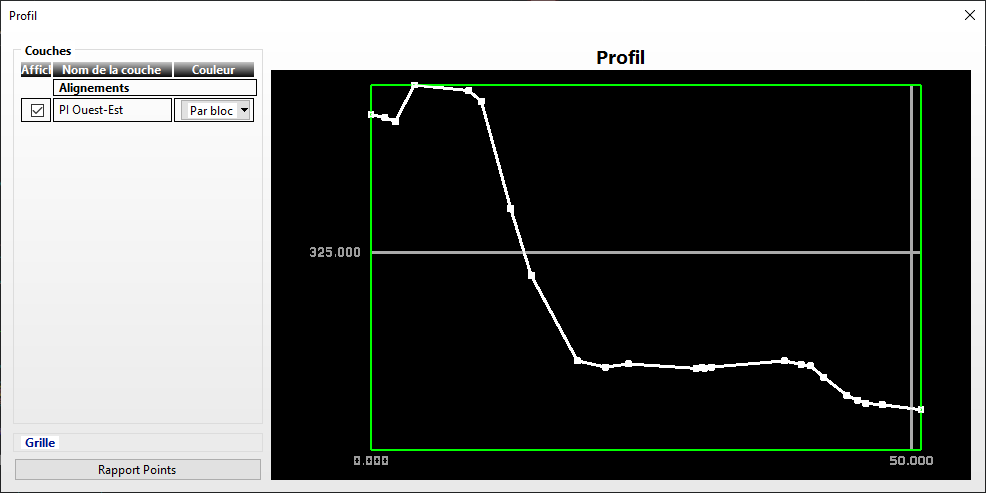 Profil
Couches
Affich
Nom de la couche
Couleur
Alignements
PI Ouest-Est
Par bloc
Grille
Rapport Points
Profil
325.000
0.000
50.000